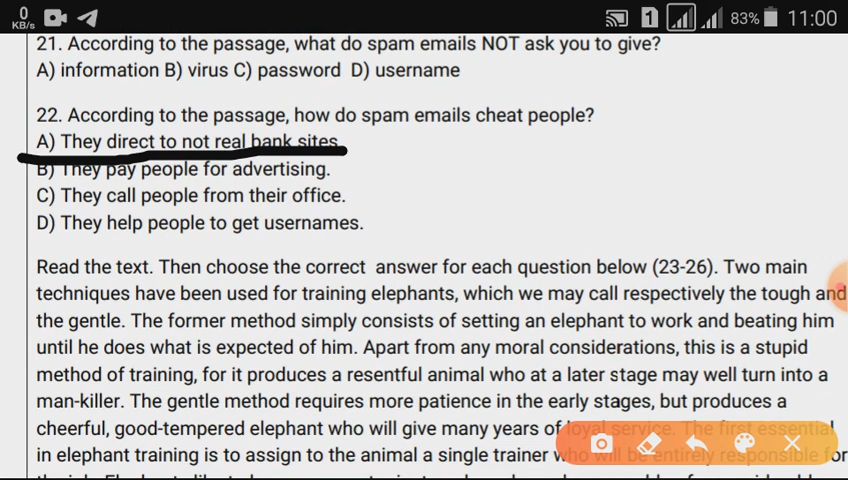 0
KB/s
1
83%
11:00
21. According to the passage, what do spam emails NOT ask you to give?
A) information B) virus C) password D) username
22. According to the passage, how do spam emails cheat people?
A) They direct to not real bank sites.
B) They pay people for advertising.
C) They call people from their office.
D) They help people to get usernames.
Read the text. Then choose the correct answer for each question below (23-26). Two main
techniques have been used for training elephants, which we may call respectively the tough and
the gentle. The former method simply consists of setting an elephant to work and beating him
until he does what is expected of him. Apart from any moral considerations, this is a stupid
method of training, for it produces a resentful animal who at a later stage may well turn into a
man-killer. The gentle method requires more patience in the early stages, but produces a
cheerful, good-tempered elephant who will give many years of loyal service. The first essential
in elephant training is to assign to the animal a single trainer who will be entirely responsible for